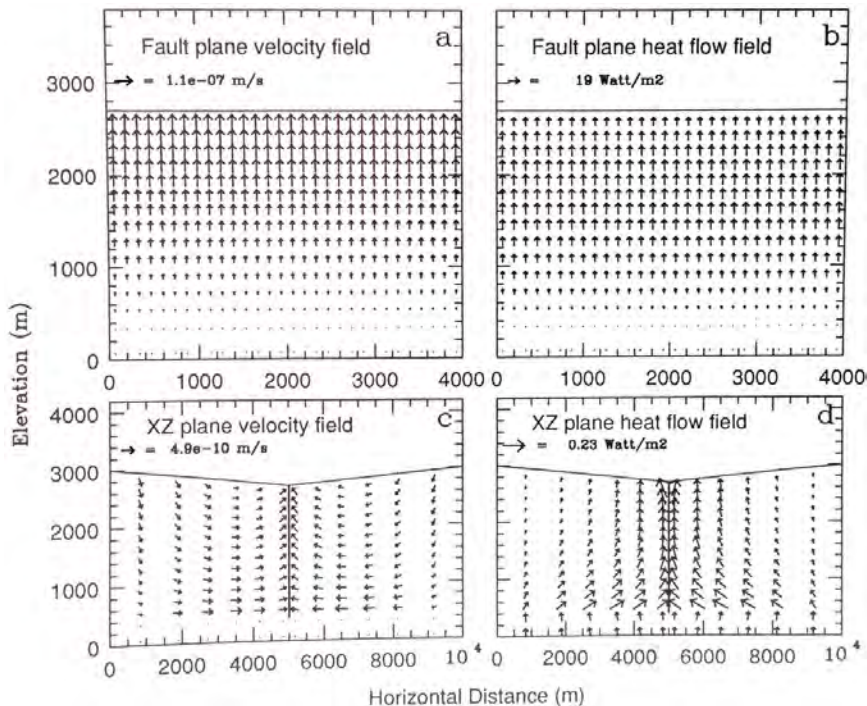 Fault plane velocity field
a
= 1.1e-07 m/s
Fault plane heat flow field
b
= 19 Watt/m2
3000
2000
1000
0
0 1000 2000 3000 4000
0 1000 2000 3000 4000
Elevation (m)
XZ plane velocity field
c
= 4.9e-10 m/s
XZ plane heat flow field
d
= 0.23 Watt/m2
4000
3000
2000
1000
0
0 2000 4000 6000 8000 10 4
0 2000 4000 6000 8000 10 4
Horizontal Distance (m)